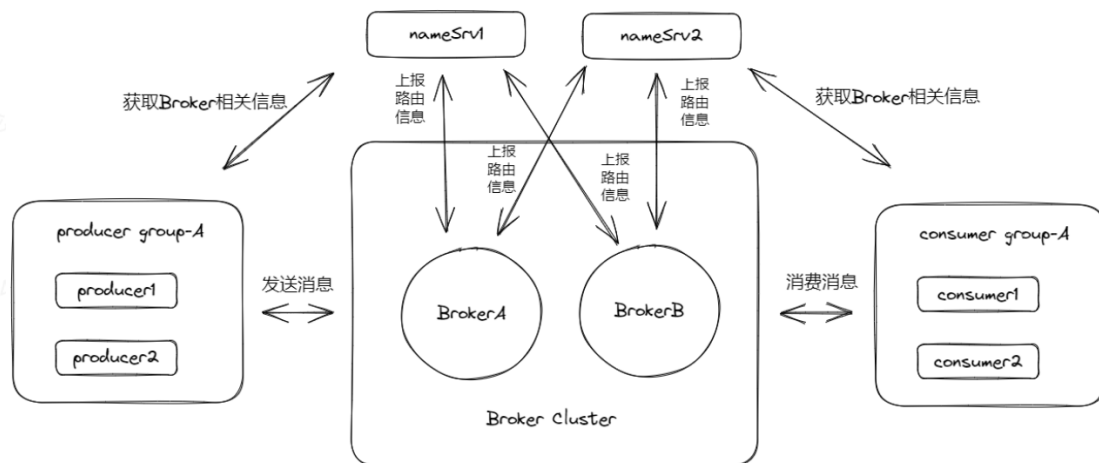 nameSrv1
nameSrv2
获取Broker相关信息
上报
路由
信息
上报
路由
信息
获取Broker相关信息
上报
路由
信息
上报
路由
信息
producer group-A
producer1
producer2
发送消息
BrokerA
BrokerB
Broker Cluster
消费消息
consumer group-A
consumer1
consumer2